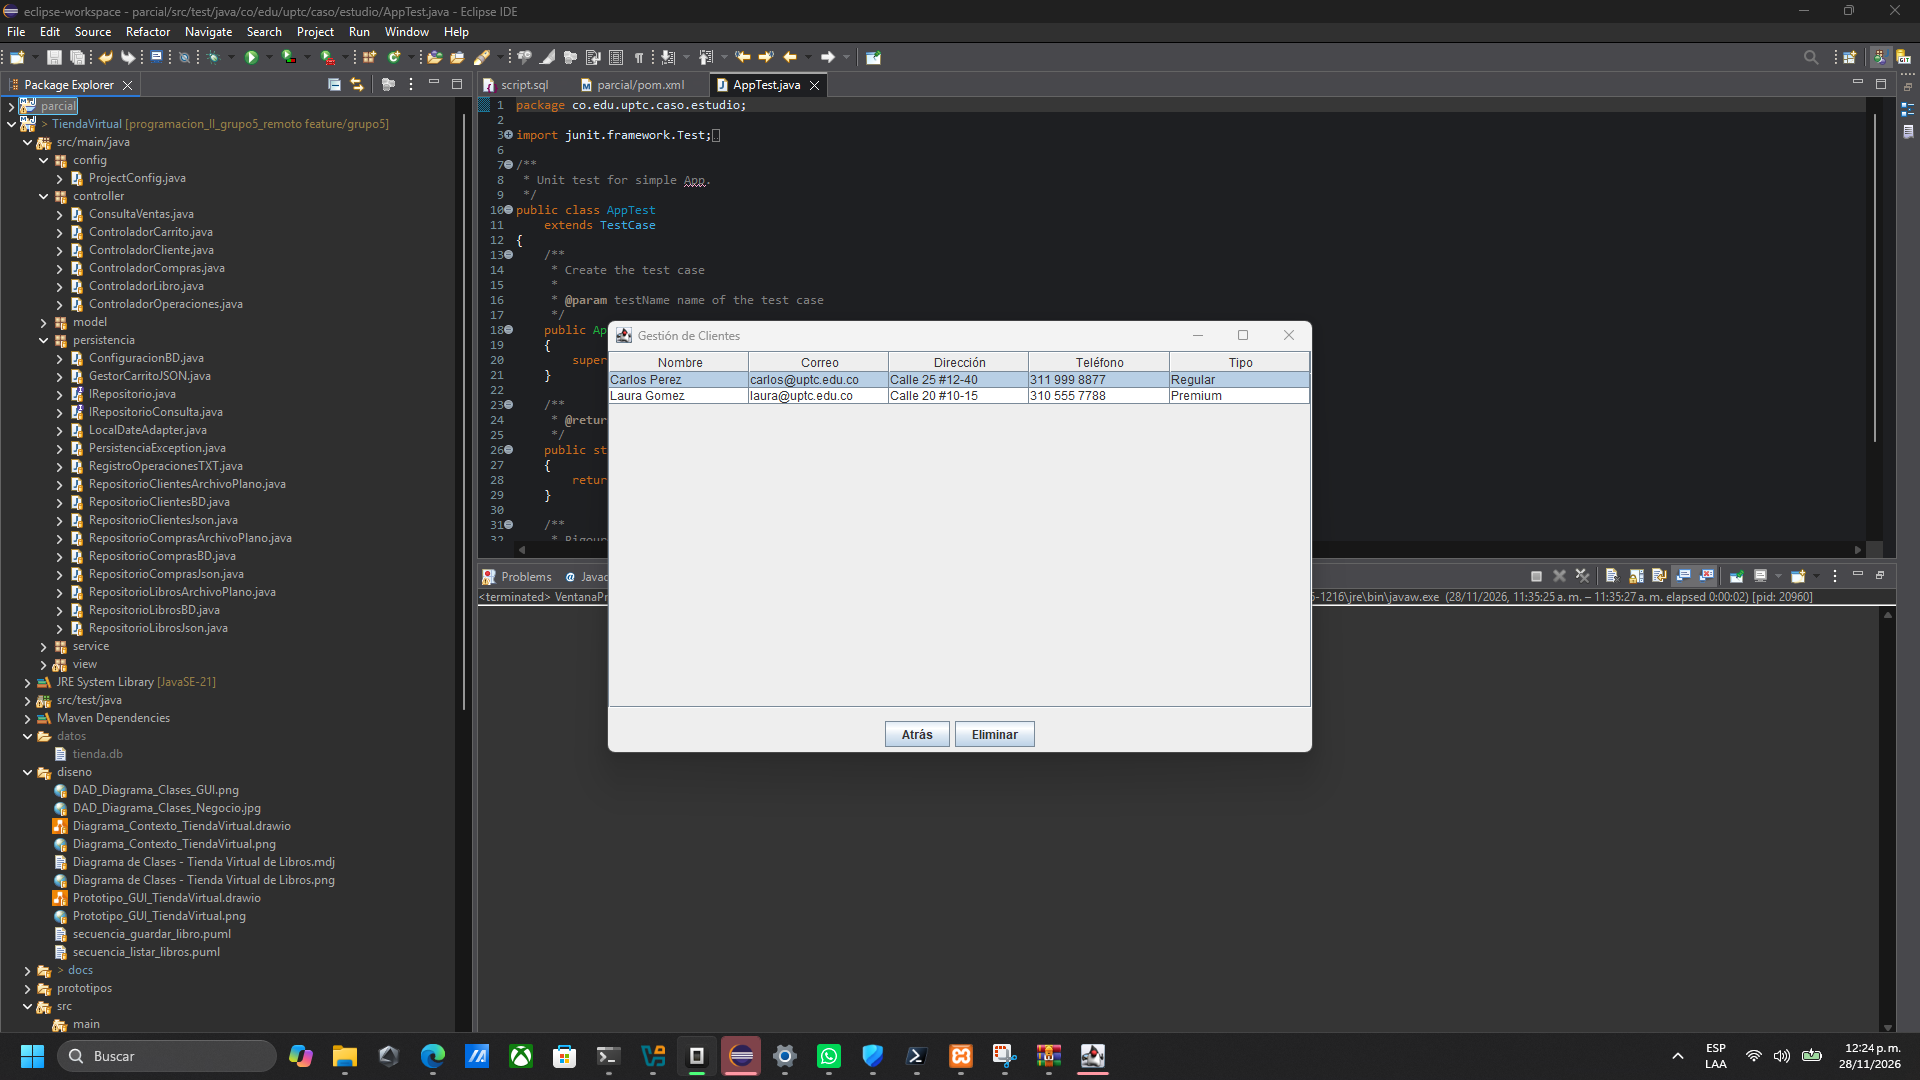 eclipse-workspace - parcial/src/test/java/co/edu/uptc/caso/estudio/AppTest.java - Eclipse IDE
File Edit Source Refactor Navigate Search Project Run Window Help
Package Explorer
parcial
> TiendaVirtual [programacion_II_grupo5_remoto feature/grupo5]
src/main/java
config
ProjectConfig.java
controller
ConsultaVentas.java
ControladorCarrito.java
ControladorCliente.java
ControladorCompras.java
ControladorLibro.java
ControladorOperaciones.java
model
persistencia
ConfiguracionBD.java
GestorCarritoJSON.java
IRepositorio.java
IRepositorioConsulta.java
LocalDateAdapter.java
PersistenciaException.java
RegistroOperacionesTXT.java
RepositorioClientesArchivoPlano.java
RepositorioClientesBD.java
RepositorioClientesJson.java
RepositorioComprasArchivoPlano.java
RepositorioComprasBD.java
RepositorioComprasJson.java
RepositorioLibrosArchivoPlano.java
RepositorioLibrosBD.java
RepositorioLibrosJson.java
service
view
JRE System Library [JavaSE-21]
src/test/java
Maven Dependencies
datos
tienda.db
diseno
DAD_Diagrama_Clases_GUI.png
DAD_Diagrama_Clases_Negocio.jpg
Diagrama_Contexto_TiendaVirtual.drawio
Diagrama_Contexto_TiendaVirtual.png
Diagrama de Clases - Tienda Virtual de Libros.mdj
Diagrama de Clases - Tienda Virtual de Libros.png
Prototipo_GUI_TiendaVirtual.drawio
Prototipo_GUI_TiendaVirtual.png
secuencia_guardar_libro.puml
secuencia_listar_libros.puml
> docs
prototipos
src
main
script.sql parcial/pom.xml AppTest.java
1 package co.edu.uptc.caso.estudio;
2
3 import junit.framework.Test;
6
7 /**
8 * Unit test for simple App.
9 */
10 public class AppTest
11 extends TestCase
12 {
13 /**
14 * Create the test case
15 *
16 * @param testName name of the test case
17 */
18 public Ap
19 {
20 super
21 }
22
23 /**
24 * @retur
25 */
26 public st
27 {
28 retur
29 }
30
31 /**
32 * Rigour
Gestión de Clientes
Nombre Correo Dirección Teléfono Tipo
Carlos Perez carlos@uptc.edu.co Calle 25 #12-40 311 999 8877 Regular
Laura Gomez laura@uptc.edu.co Calle 20 #10-15 310 555 7788 Premium
Atrás Eliminar
Problems @ Javac
<terminated> VentanaPr
5-1216\jre\bin\javaw.exe (28/11/2026, 11:35:25 a. m. – 11:35:27 a. m. elapsed 0:00:02) [pid: 20960]
Buscar
ESP
LAA
12:24 p. m.
28/11/2026